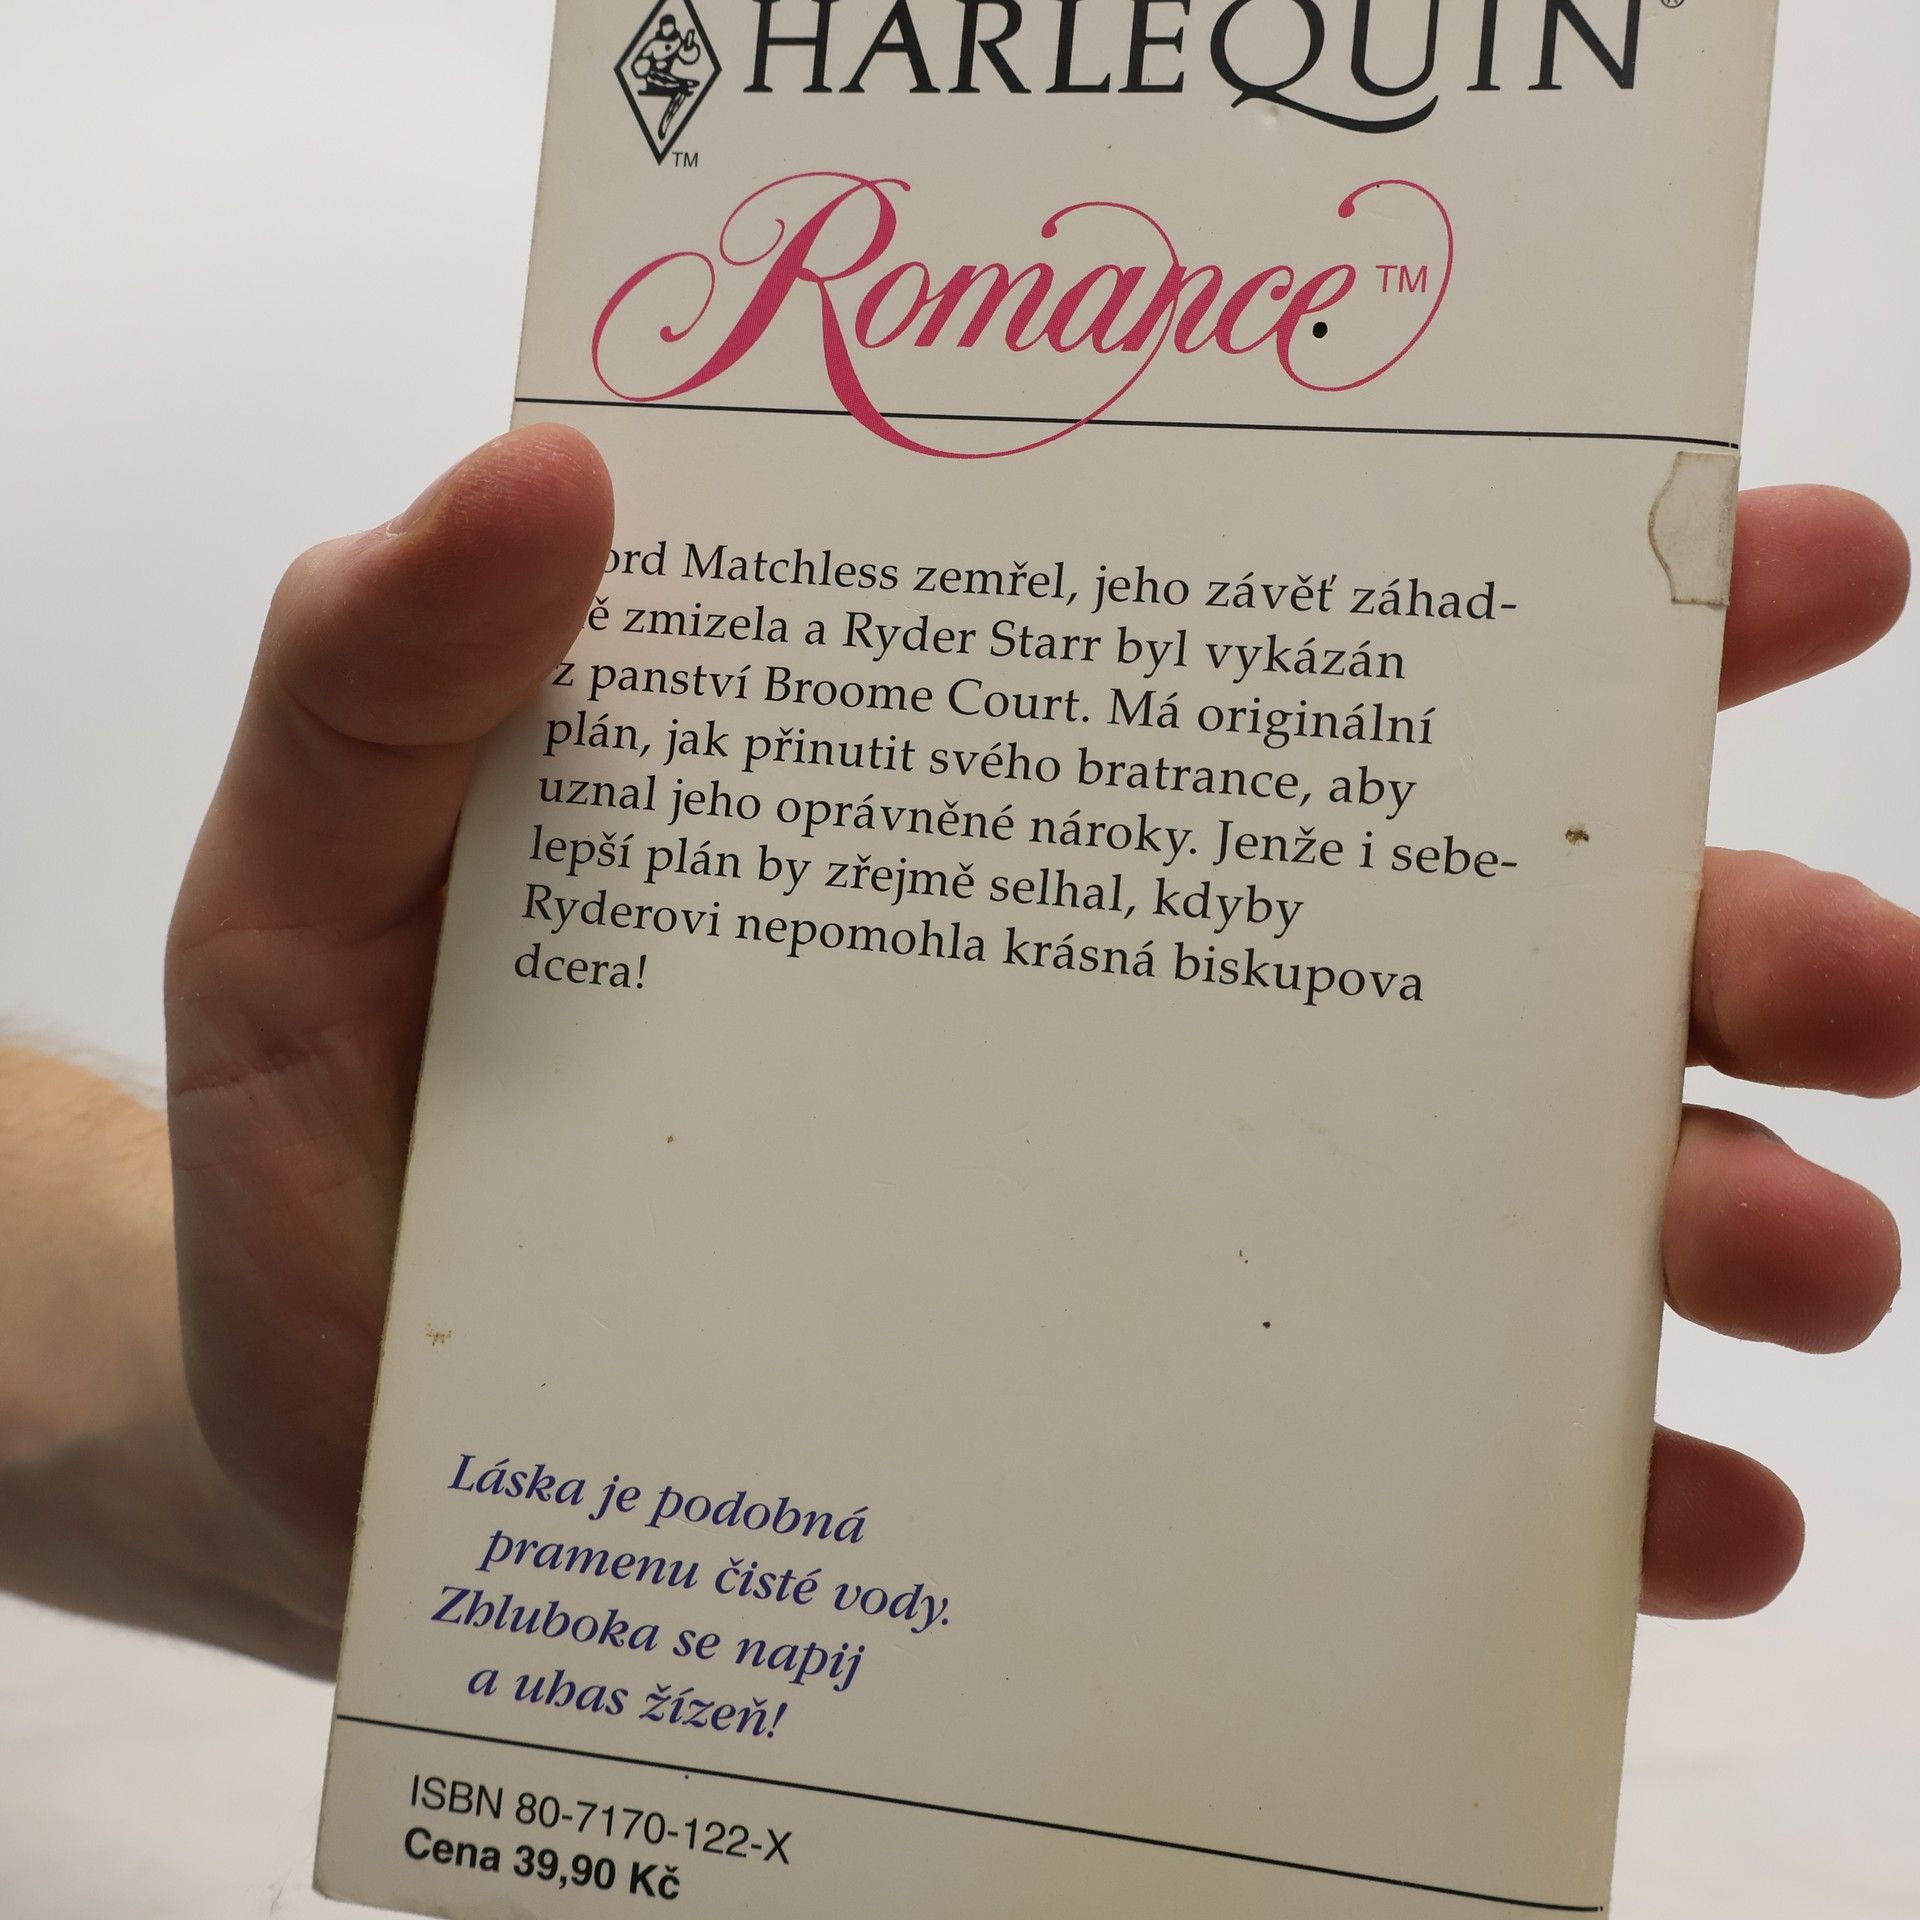 HARLEQUIN®
TM
Romance TM
ord Matchless zemřel, jeho závěť záhad-
ě zmizela a Ryder Starr byl vykázán
z panství Broome Court. Má originální
plán, jak přinutit svého bratrance, aby
uznal jeho oprávněné nároky. Jenže i sebe-
lepší plán by zřejmě selhal, kdyby
Ryderovi nepomohla krásná biskupova
dcera!
Láska je podobná
pramenu čisté vody.
Zhluboka se napij
a uhas žízeň!
ISBN 80-7170-122-X
Cena 39,90 Kč